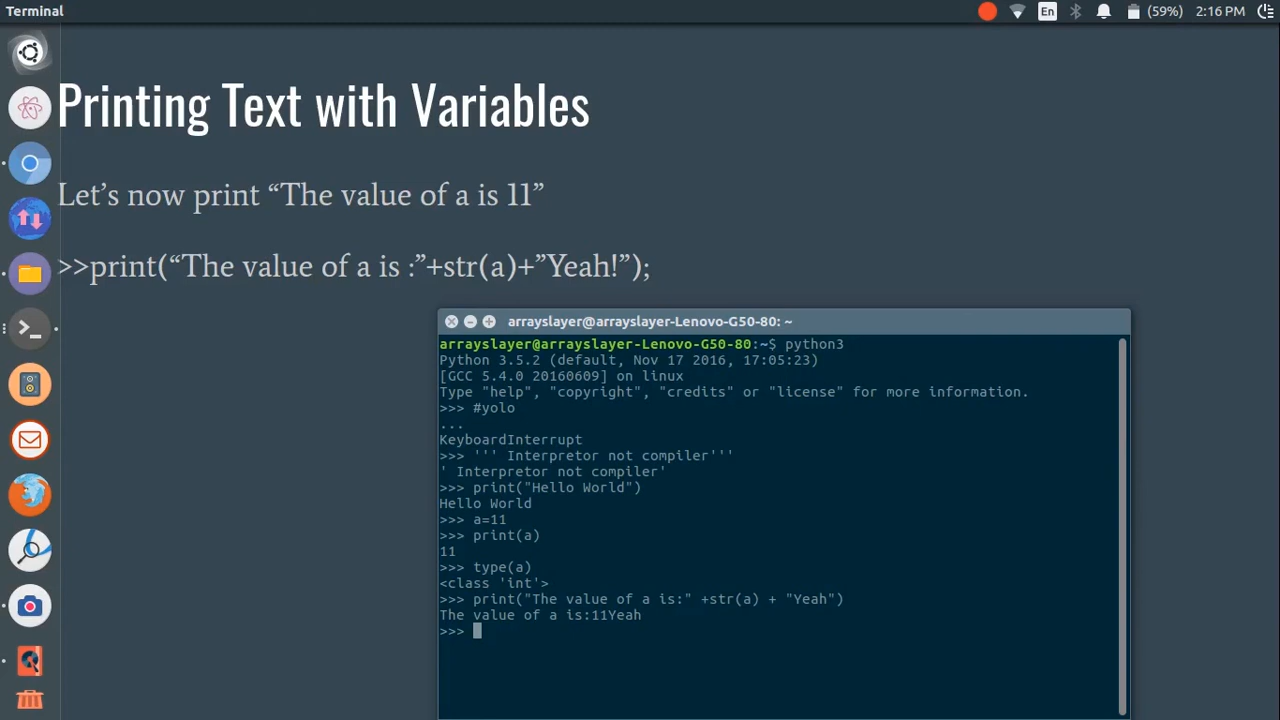 Terminal
En
(59%)
2:16 PM
Printing Text with Variables
Let’s now print “The value of a is 11”
>>print(“The value of a is :”+str(a)+”Yeah!”);
arrayslayer@arrayslayer-Lenovo-G50-80: ~
arrayslayer@arrayslayer-Lenovo-G50-80:~$ python3
Python 3.5.2 (default, Nov 17 2016, 17:05:23)
[GCC 5.4.0 20160609] on linux
Type "help", "copyright", "credits" or "license" for more information.
>>> #yolo
...
KeyboardInterrupt
>>> ''' Interpretor not compiler'''
' Interpretor not compiler'
>>> print("Hello World")
Hello World
>>> a=11
>>> print(a)
11
>>> type(a)
<class 'int'>
>>> print("The value of a is:" +str(a) + "Yeah")
The value of a is:11Yeah
>>>